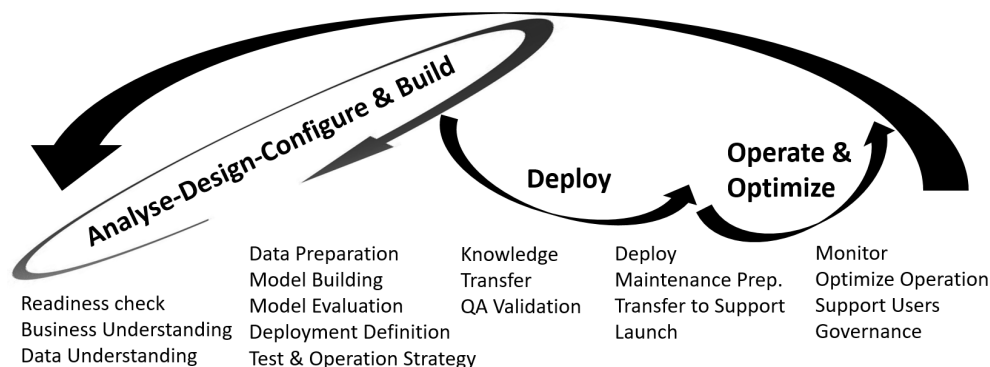 Analyse-Design-Configure & Build
Deploy
Operate &
Optimize
Readiness check
Business Understanding
Data Understanding
Data Preparation
Model Building
Model Evaluation
Deployment Definition
Test & Operation Strategy
Knowledge
Transfer
QA Validation
Deploy
Maintenance Prep.
Transfer to Support
Launch
Monitor
Optimize Operation
Support Users
Governance